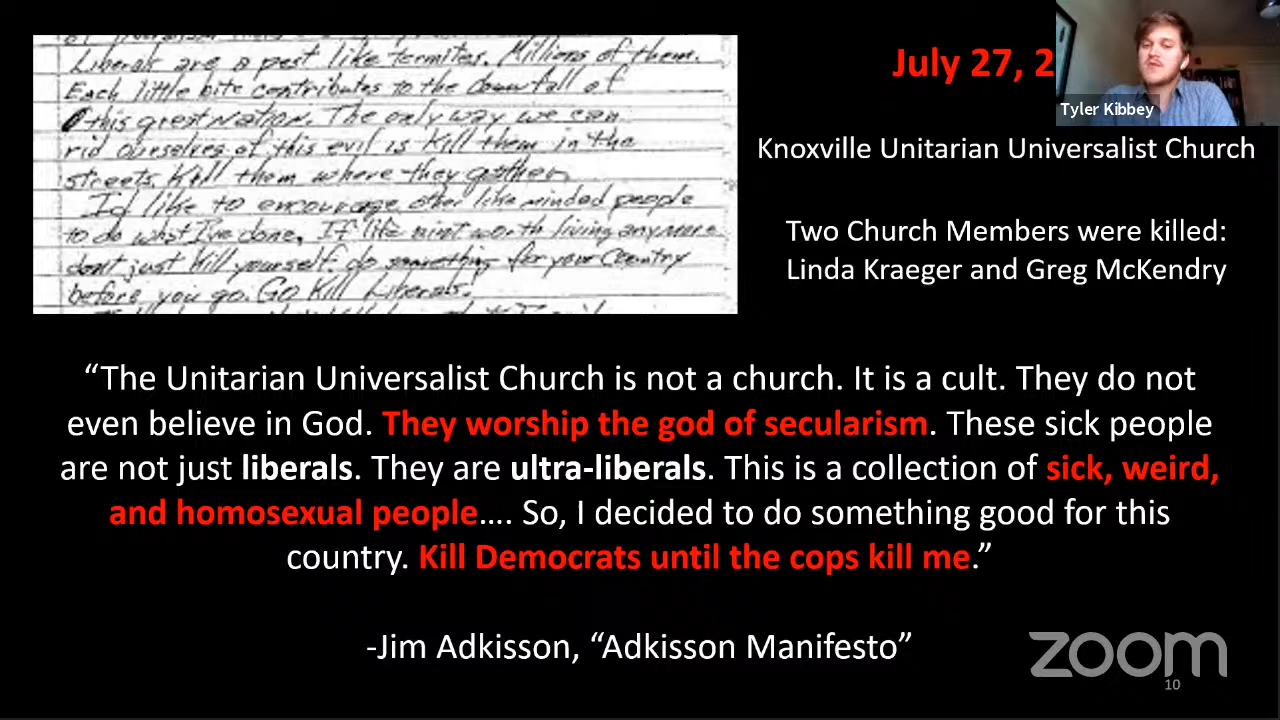 Liberals are a pest like termites. Millions of them.
Each little bite contributes to the downfall of
this great nation. The only way we can
rid ourselves of this evil is Kill them in the
streets. Kill them where they gather.
I'd like to encourage other like minded people
to do what I've done. If life aint worth living anymore
don't just Kill yourself. do something for your Country
before you go. Go Kill Liberals.
July 27, 2
Tyler Kibbey
Knoxville Unitarian Universalist Church
Two Church Members were killed:
Linda Kraeger and Greg McKendry
“The Unitarian Universalist Church is not a church. It is a cult. They do not
even believe in God. They worship the god of secularism. These sick people
are not just liberals. They are ultra-liberals. This is a collection of sick, weird,
and homosexual people…. So, I decided to do something good for this
country. Kill Democrats until the cops kill me.”
-Jim Adkisson, “Adkisson Manifesto”
zoom
10